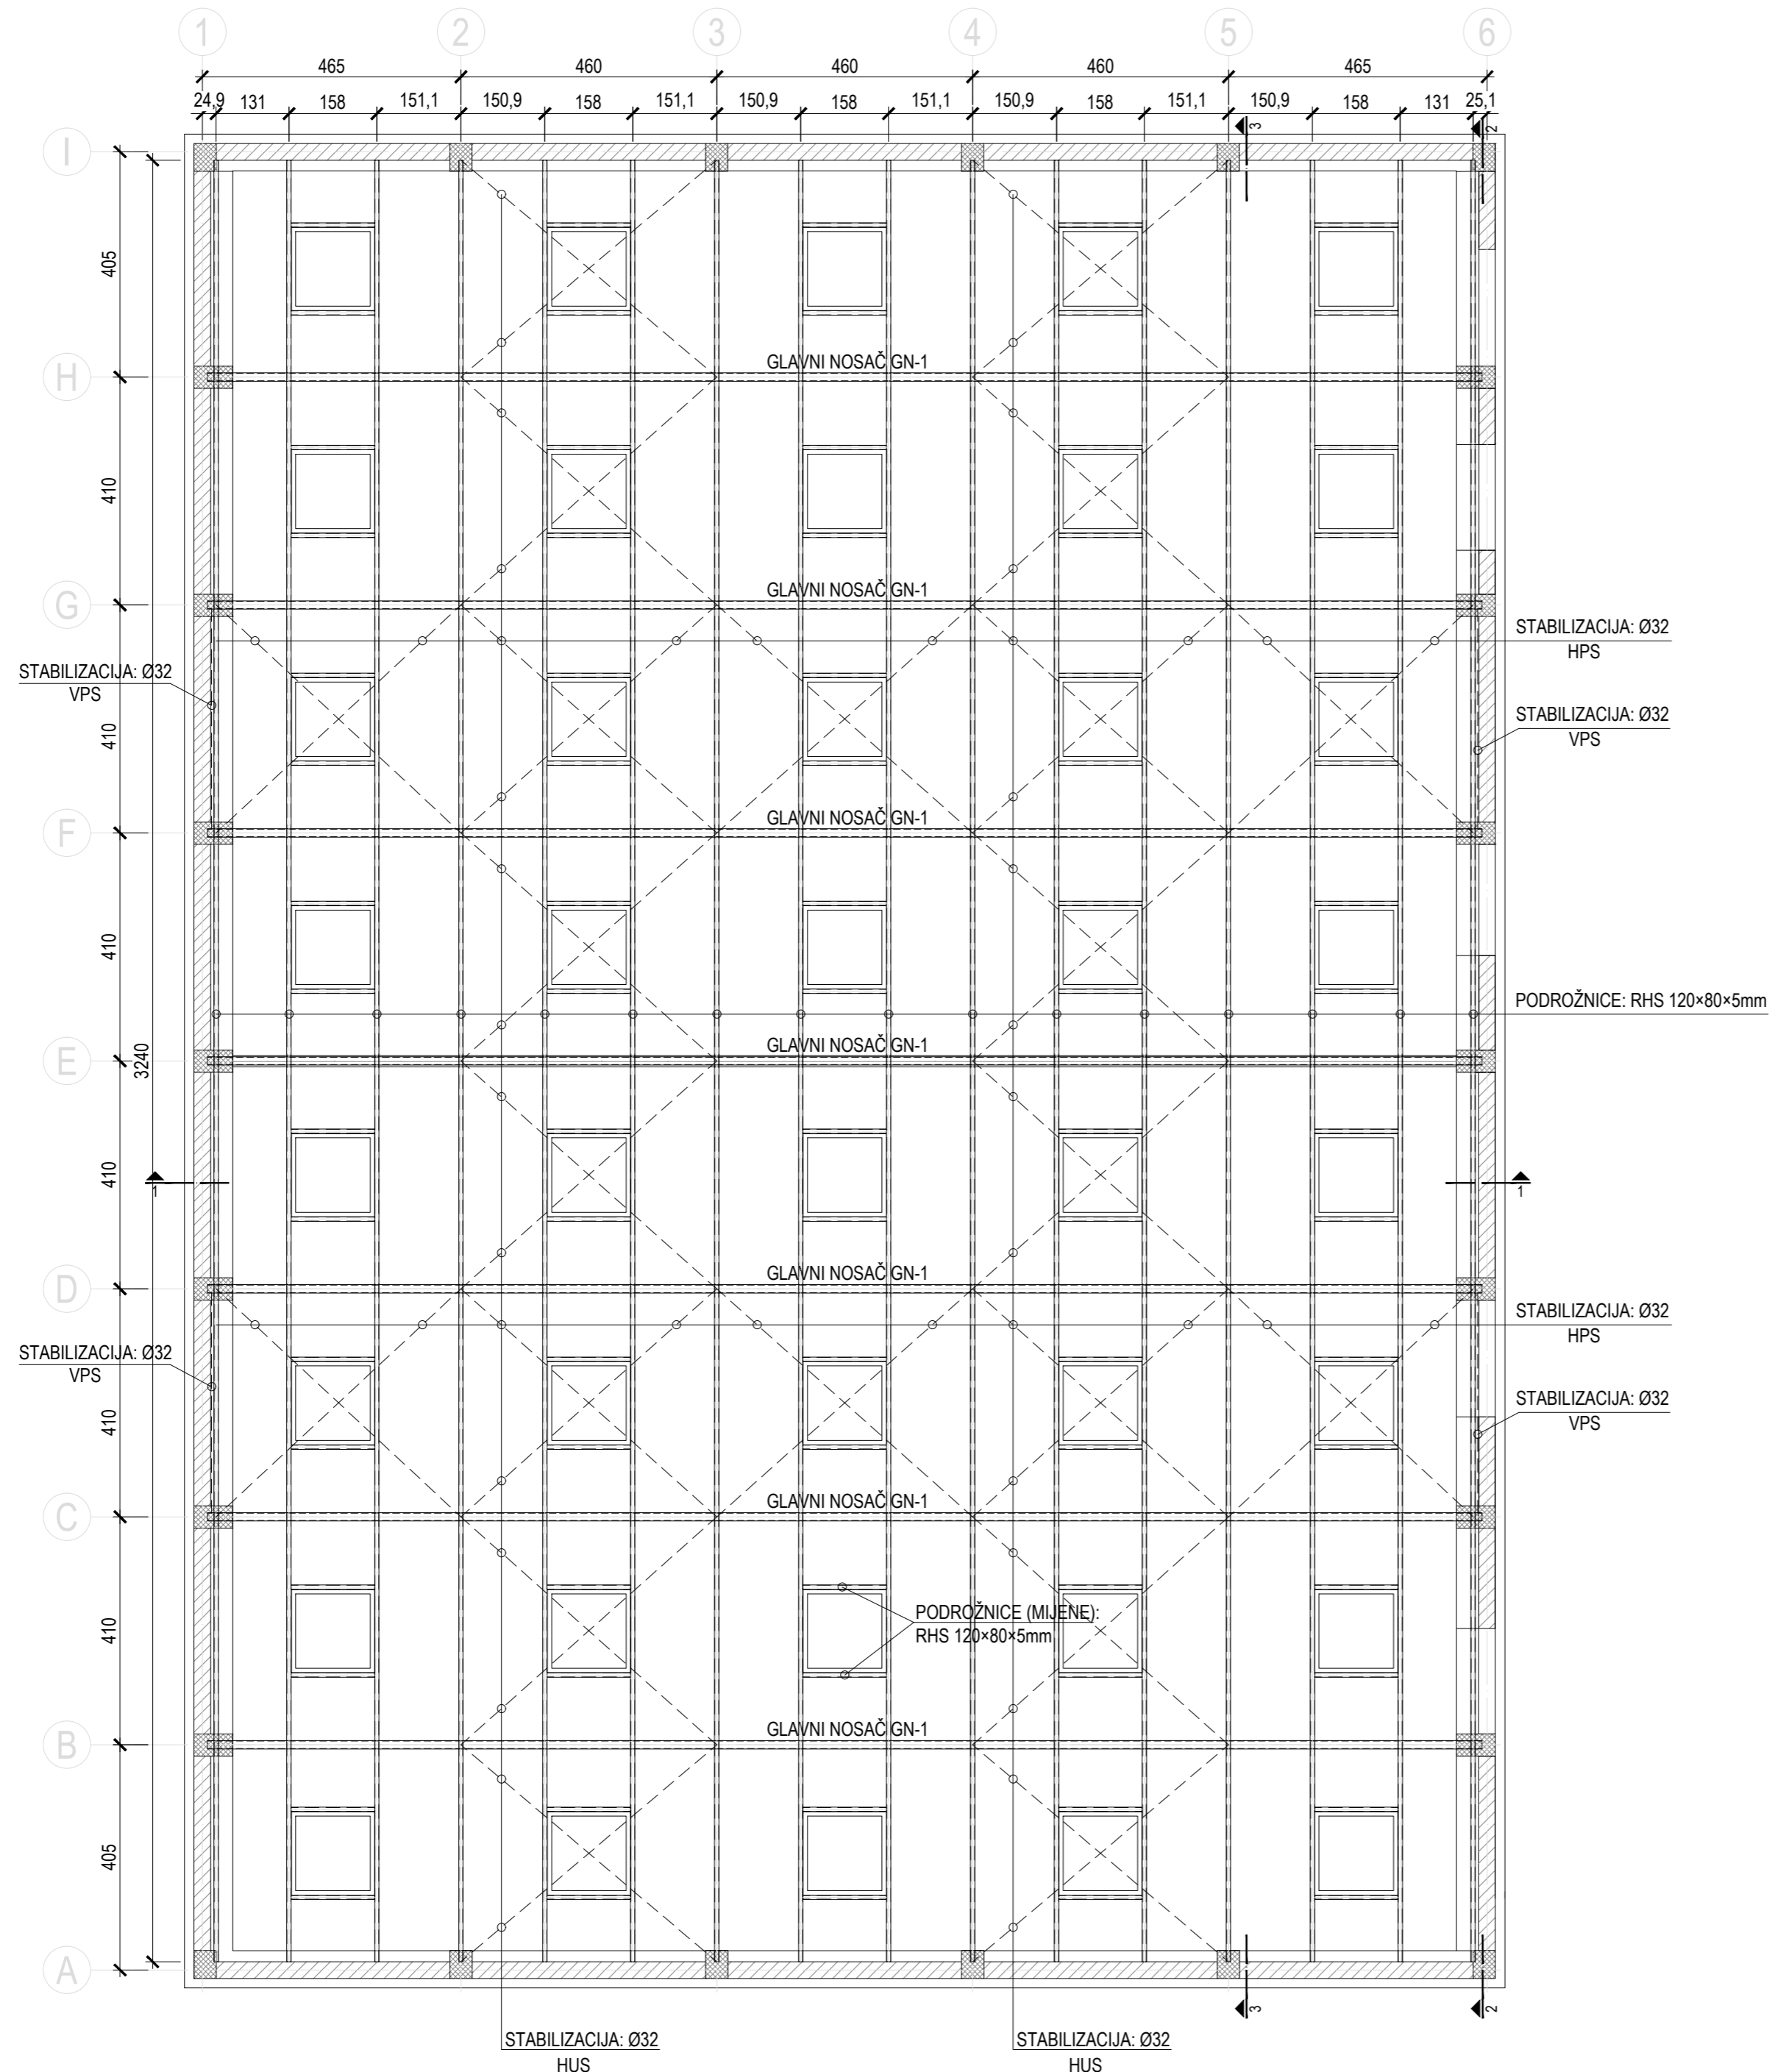 1 2 3 4 5 6
465 460 460 460 465
24,9 131 158 151,1 150,9 158 151,1 150,9 158 151,1 150,9 158 151,1 150,9 158 131 25,1
3 2
I
405
H
GLAVNI NOSAČ GN-1
410
G
GLAVNI NOSAČ GN-1
STABILIZACIJA: Ø32
HPS
STABILIZACIJA: Ø32
VPS
410
STABILIZACIJA: Ø32
VPS
F
GLAVNI NOSAČ GN-1
410
PODROŽNICE: RHS 120×80×5mm
E
3240
GLAVNI NOSAČ GN-1
410
1 1
D
GLAVNI NOSAČ GN-1
STABILIZACIJA: Ø32
HPS
STABILIZACIJA: Ø32
VPS
410
STABILIZACIJA: Ø32
VPS
C
GLAVNI NOSAČ GN-1
410
PODROŽNICE (MIJENE):
RHS 120×80×5mm
B
GLAVNI NOSAČ GN-1
405
A
3 2
STABILIZACIJA: Ø32
HUS
STABILIZACIJA: Ø32
HUS